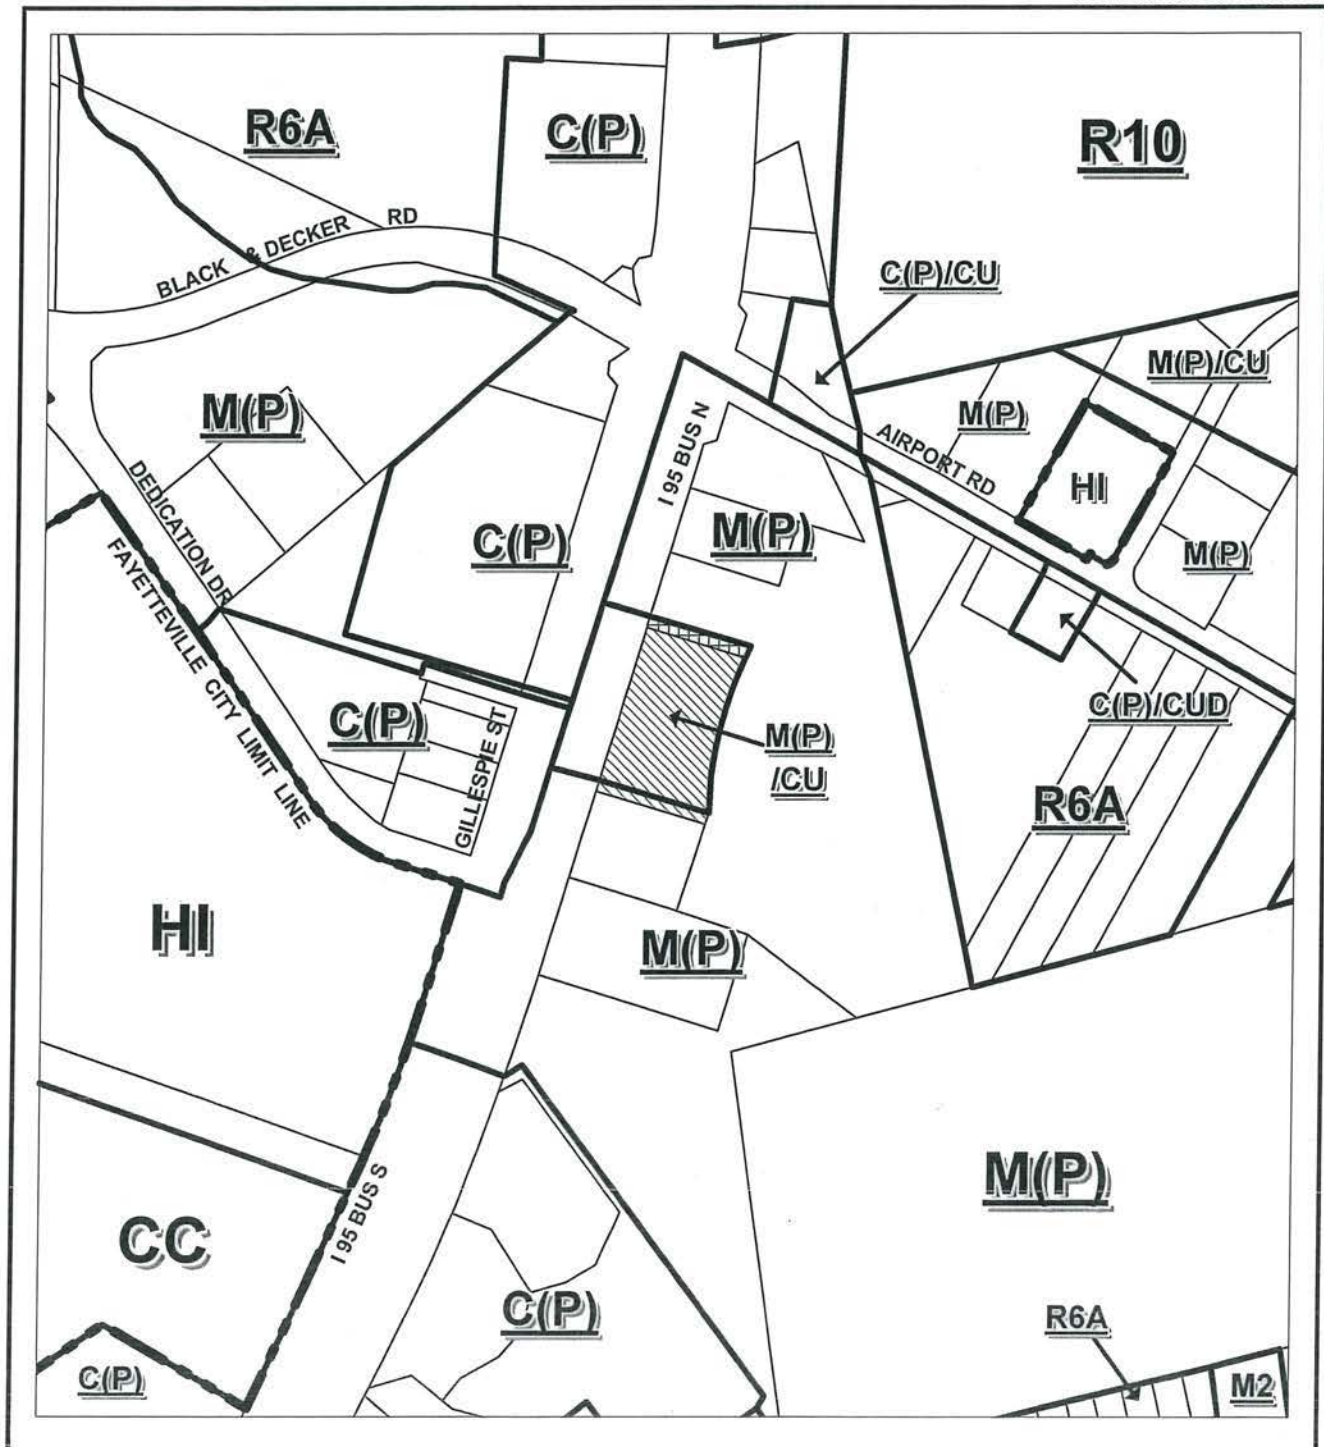 R6A
C(P)
R10
BLACK & DECKER RD
C(P)/CU
M(P)/CU
M(P)
M(P)
I 95 BUS N
AIRPORT RD
HI
DEDICATION DR
C(P)
M(P)
M(P)
FAYETTEVILLE CITY LIMIT LINE
C(P)
GILLESPIE ST
M(P)
/CU
C(P)/CUD
R6A
HI
M(P)
M(P)
CC
I 95 BUS S
C(P)
R6A
C(P)
M2